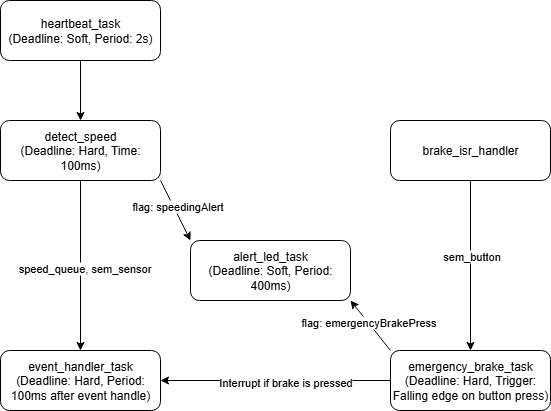 heartbeat_task
(Deadline: Soft, Period: 2s)
detect_speed
(Deadline: Hard, Time:
100ms)
brake_isr_handler
flag: speedingAlert
alert_led_task
(Deadline: Soft, Period:
400ms)
speed_queue, sem_sensor
sem_button
flag: emergencyBrakePress
event_handler_task
(Deadline: Hard, Period:
100ms after event handle)
Interrupt if brake is pressed
emergency_brake_task
(Deadline: Hard, Trigger:
Falling edge on button press)